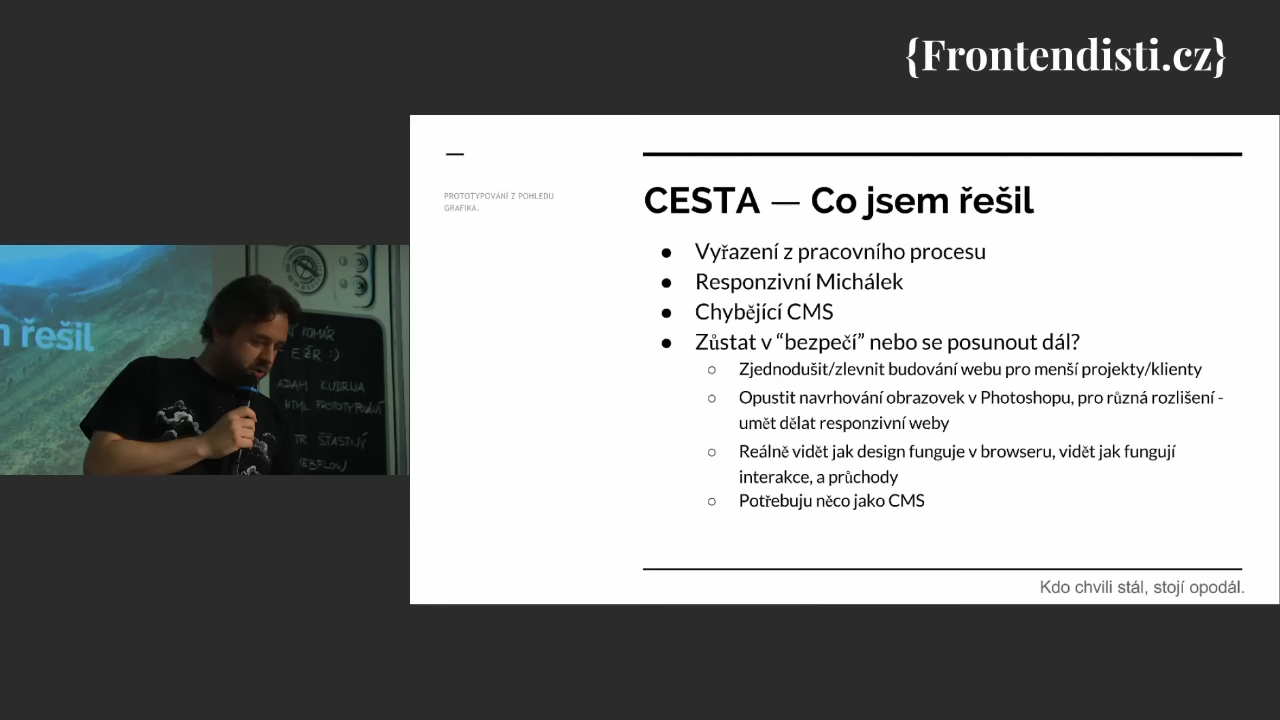 {Frontendisti.cz}
PROTOTYPOVÁNÍ Z POHLEDU
GRAFIKA.
CESTA — Co jsem řešil
● Vyřazení z pracovního procesu
● Responzivní Michálek
● Chybějící CMS
● Zůstat v “bezpečí” nebo se posunout dál?
○ Zjednodušit/zlevnit budování webu pro menší projekty/klienty
○ Opustit navrhování obrazovek v Photoshopu, pro různá rozlišení -
umět dělat responzivní weby
○ Reálně vidět jak design funguje v browseru, vidět jak fungují
interakce, a průchody
○ Potřebuju něco jako CMS
Kdo chvili stál, stojí opodál.
řešil
KOMÁR
:)
ADAM KUDRNA
HTML PROTOTYPOVÁNÍ
TR ŠŤASTNÝ
EBFLOW